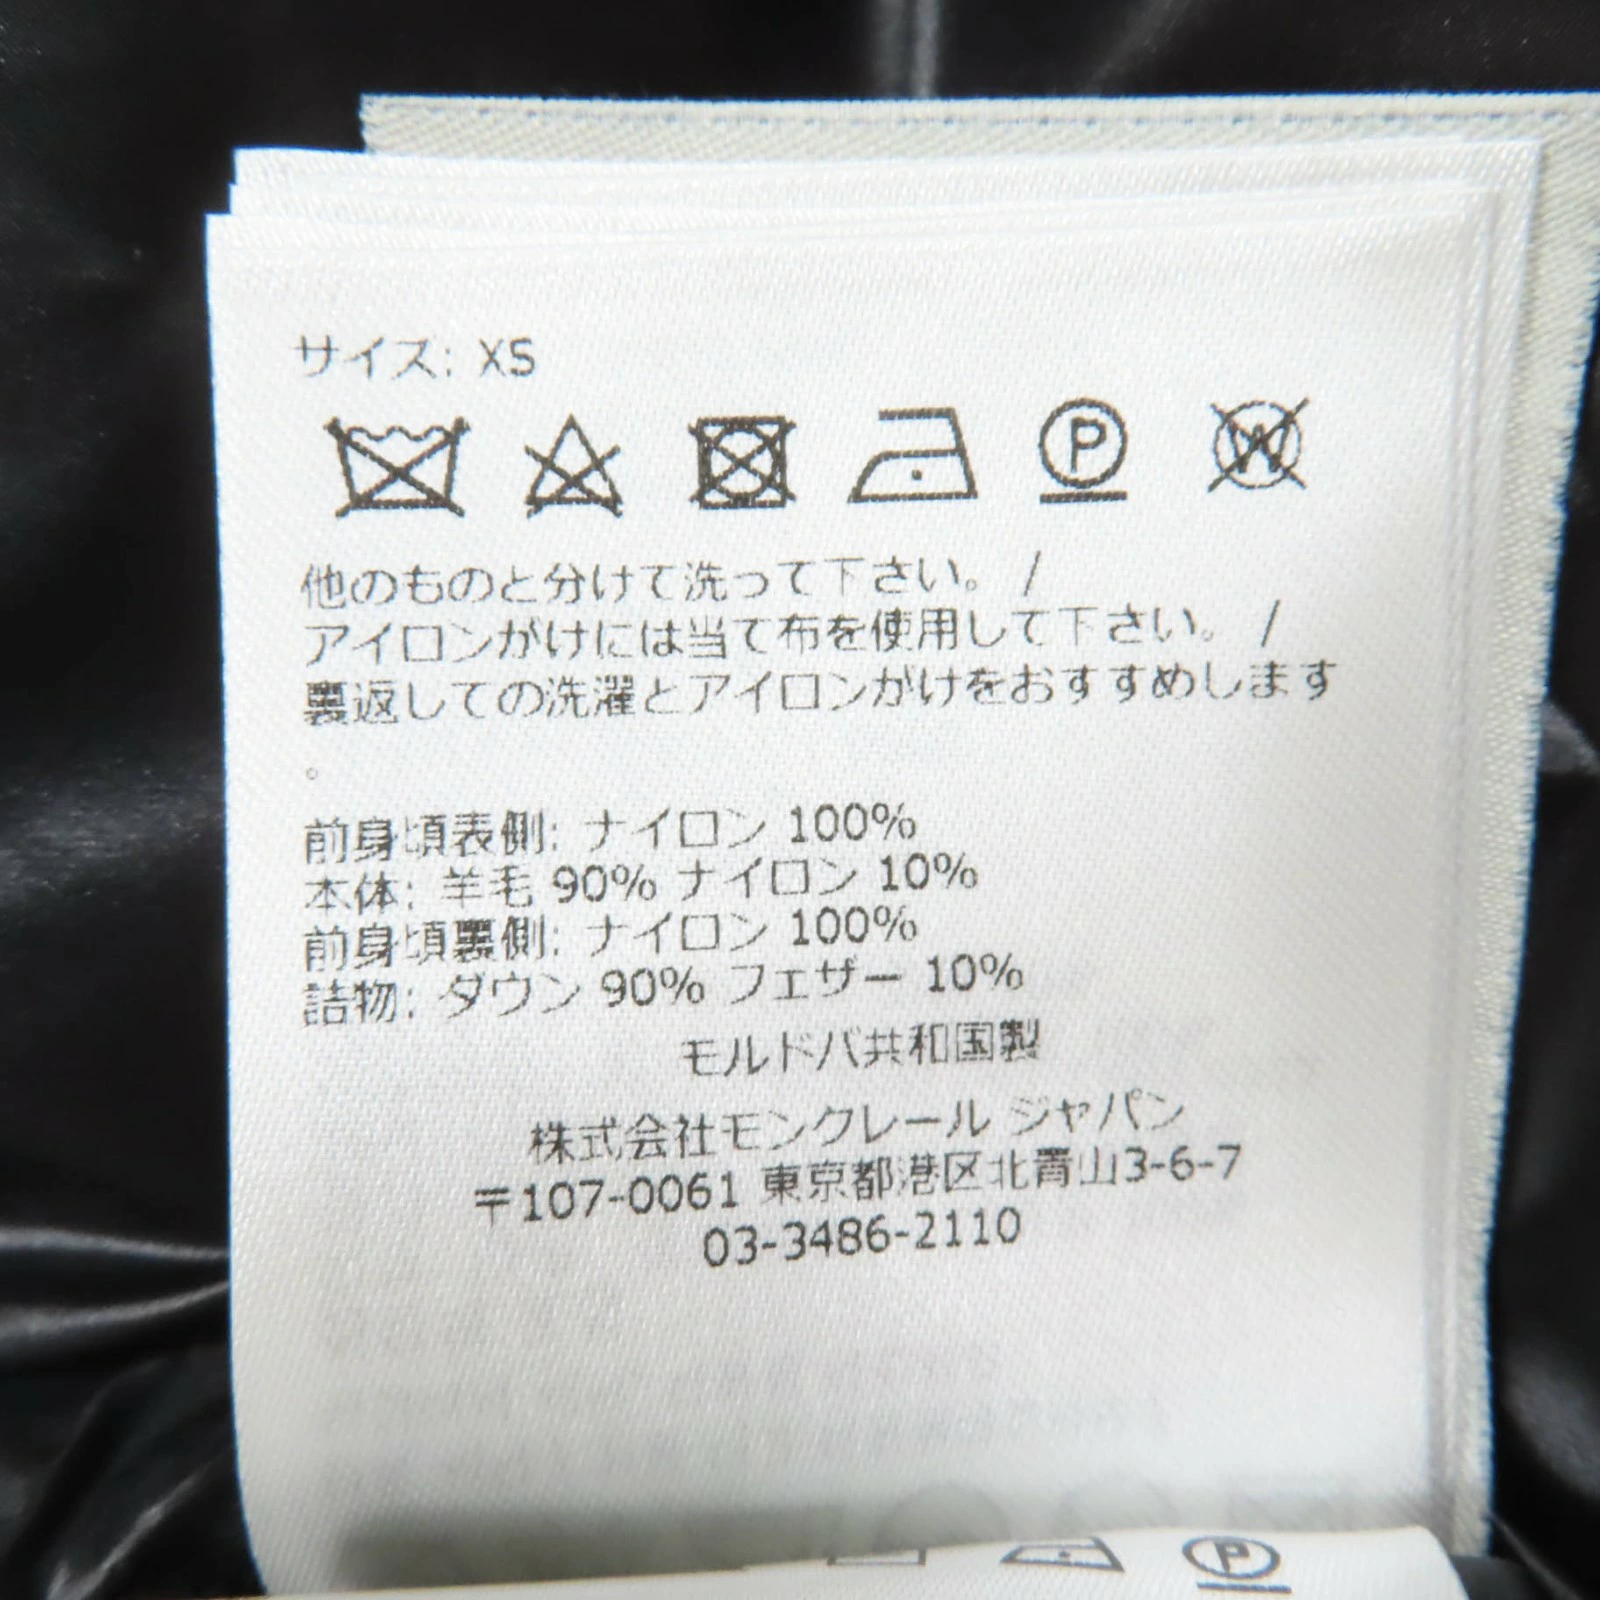 サイズ: XS
P W
他のものと分けて洗って下さい。 /
アイロンがけには当て布を使用して下さい。 /
裏返しての洗濯とアイロンがけをおすすめします
。
前身頃表側: ナイロン 100%
本体: 羊毛 90% ナイロン 10%
前身頃裏側: ナイロン 100%
詰物: ダウン 90% フェザー 10%
モルドバ共和国製
株式会社モンクレール ジャパン
〒107-0061 東京都港区北青山3-6-7
03-3486-2110
P